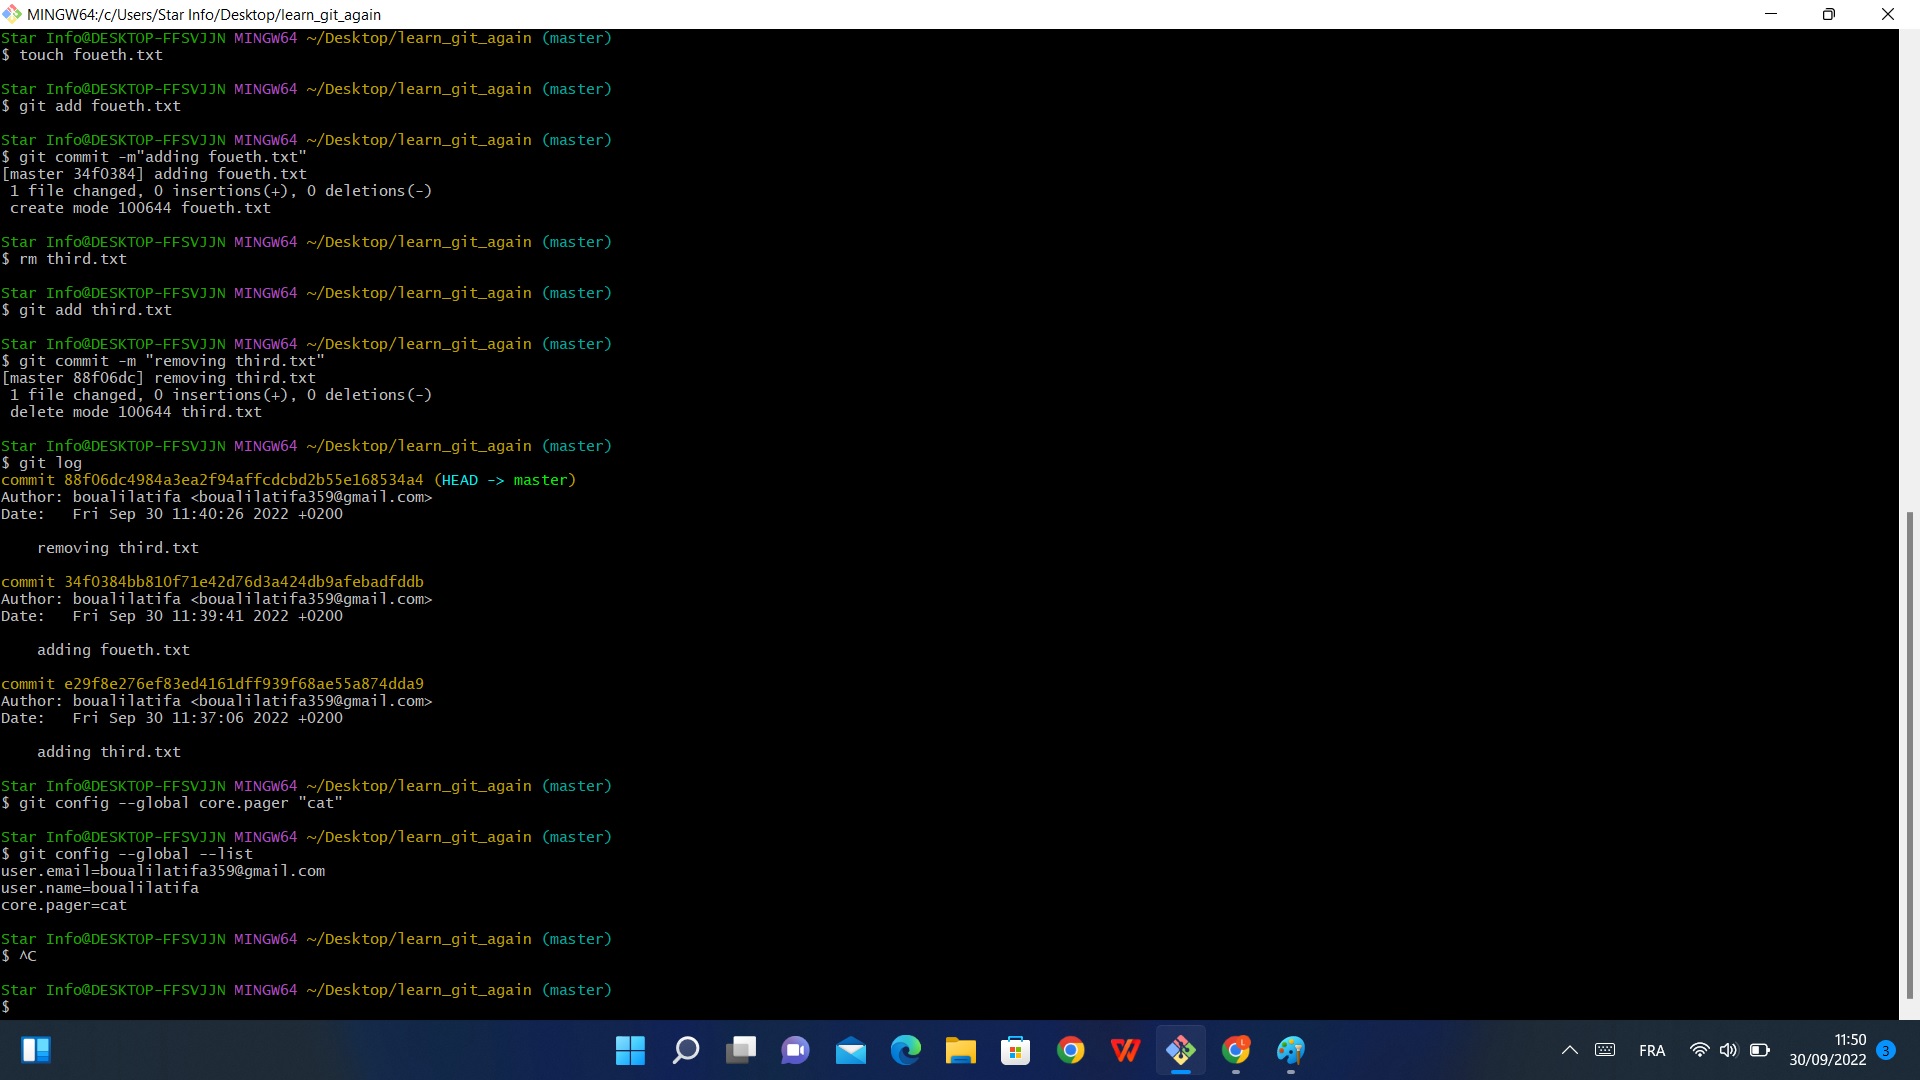 MINGW64:/c/Users/Star Info/Desktop/learn_git_again
Star Info@DESKTOP-FFSVJJN MINGW64 ~/Desktop/learn_git_again (master)
$ touch foueth.txt
Star Info@DESKTOP-FFSVJJN MINGW64 ~/Desktop/learn_git_again (master)
$ git add foueth.txt
Star Info@DESKTOP-FFSVJJN MINGW64 ~/Desktop/learn_git_again (master)
$ git commit -m"adding foueth.txt"
[master 34f0384] adding foueth.txt
1 file changed, 0 insertions(+), 0 deletions(-)
create mode 100644 foueth.txt
Star Info@DESKTOP-FFSVJJN MINGW64 ~/Desktop/learn_git_again (master)
$ rm third.txt
Star Info@DESKTOP-FFSVJJN MINGW64 ~/Desktop/learn_git_again (master)
$ git add third.txt
Star Info@DESKTOP-FFSVJJN MINGW64 ~/Desktop/learn_git_again (master)
$ git commit -m "removing third.txt"
[master 88f06dc] removing third.txt
1 file changed, 0 insertions(+), 0 deletions(-)
delete mode 100644 third.txt
Star Info@DESKTOP-FFSVJJN MINGW64 ~/Desktop/learn_git_again (master)
$ git log
commit 88f06dc4984a3ea2f94affcdcbd2b55e168534a4 (HEAD -> master)
Author: boualilatifa <boualilatifa359@gmail.com>
Date:   Fri Sep 30 11:40:26 2022 +0200
removing third.txt
commit 34f0384bb810f71e42d76d3a424db9afebadfddb
Author: boualilatifa <boualilatifa359@gmail.com>
Date:   Fri Sep 30 11:39:41 2022 +0200
adding foueth.txt
commit e29f8e276ef83ed4161dff939f68ae55a874dda9
Author: boualilatifa <boualilatifa359@gmail.com>
Date:   Fri Sep 30 11:37:06 2022 +0200
adding third.txt
Star Info@DESKTOP-FFSVJJN MINGW64 ~/Desktop/learn_git_again (master)
$ git config --global core.pager "cat"
Star Info@DESKTOP-FFSVJJN MINGW64 ~/Desktop/learn_git_again (master)
$ git config --global --list
user.email=boualilatifa359@gmail.com
user.name=boualilatifa
core.pager=cat
Star Info@DESKTOP-FFSVJJN MINGW64 ~/Desktop/learn_git_again (master)
$ ^C
Star Info@DESKTOP-FFSVJJN MINGW64 ~/Desktop/learn_git_again (master)
$
FRA
11:50
30/09/2022
3